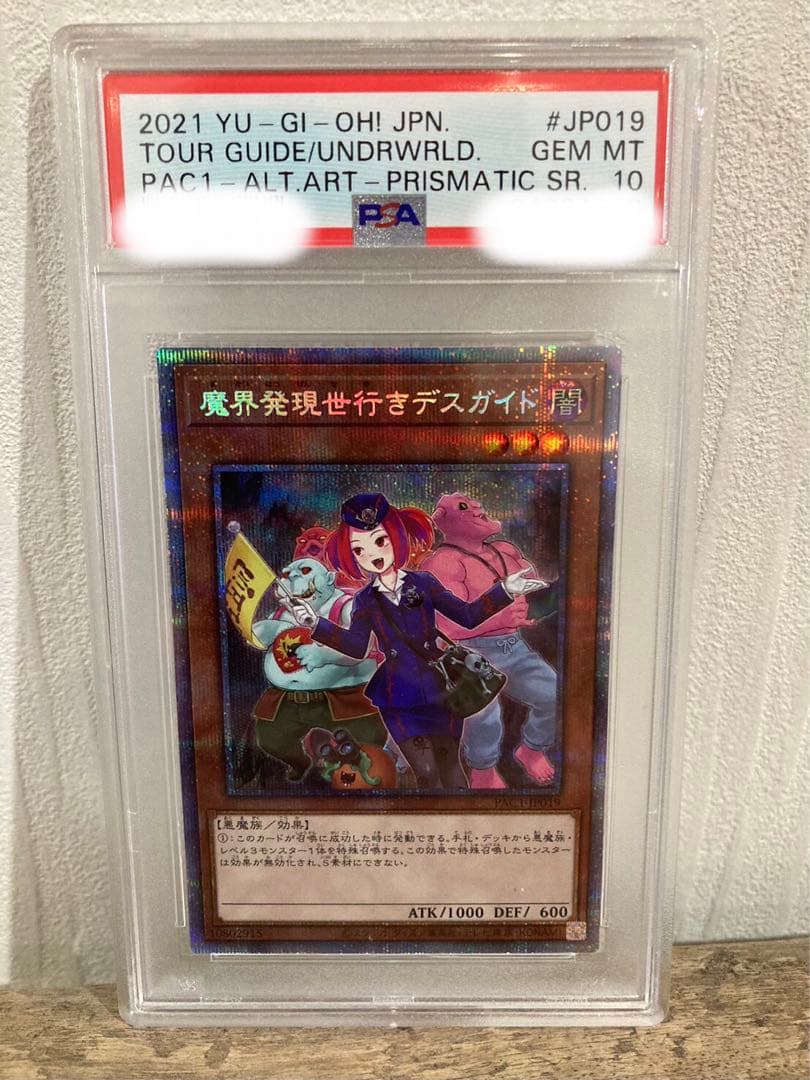 2021 YU-GI-OH! JPN. #JP019
TOUR GUIDE/UNDRWRLD. GEM MT
PAC1-ALT.ART-PRISMATIC SR. 10
PSA
魔界発現世行きデスガイド 闇
PAC1-JP019
【悪魔族/効果】
①:このカードが召喚に成功した時に発動できる。手札・デッキから悪魔族・
レベル3モンスター1体を特殊召喚する。この効果で特殊召喚したモンスター
は効果が無効化され、S素材にできない。
ATK/1000 DEF/ 600
10802915
KONAMI